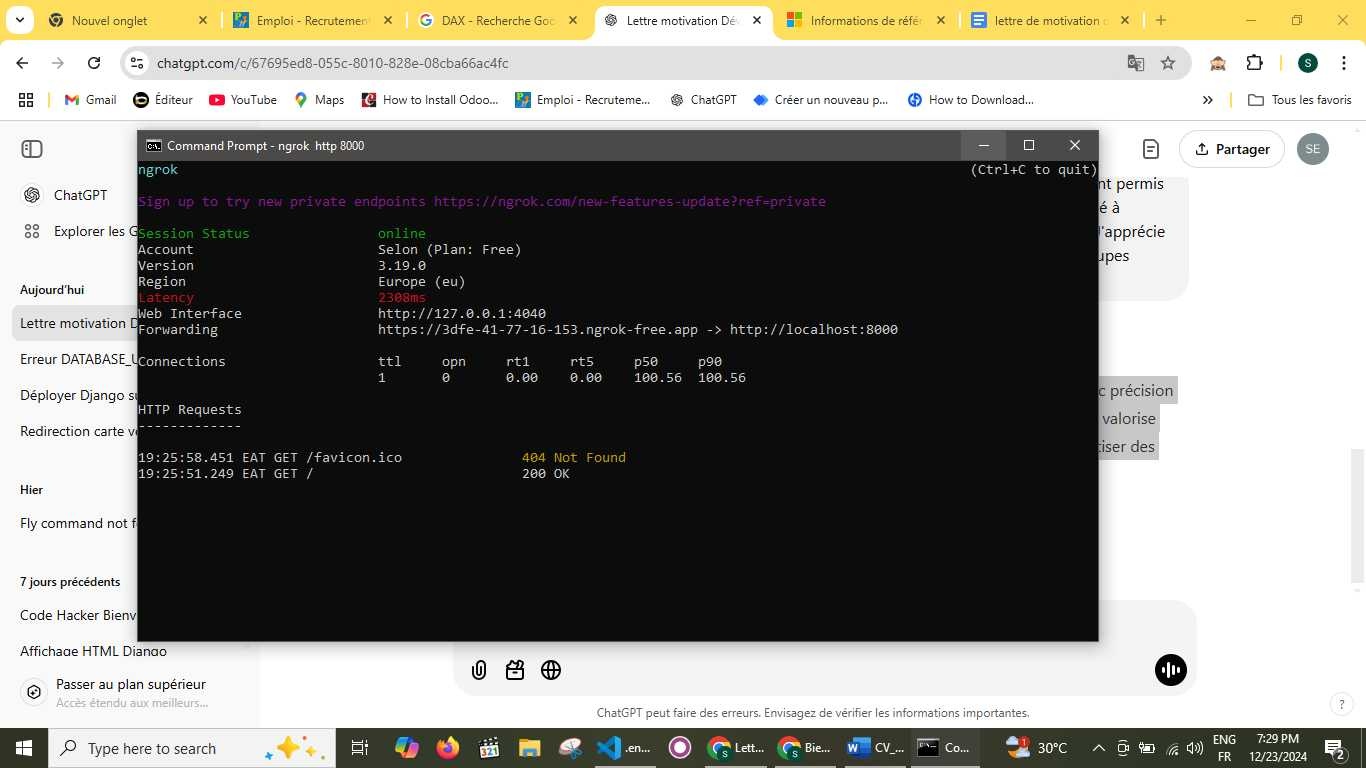 Nouvel onglet
Emploi - Recrutement
DAX - Recherche Goo
Lettre motivation Dév
Informations de référ
lettre de motivation d
chatgpt.com/c/67695ed8-055c-8010-828e-08cba66ac4fc
S
Gmail
Éditeur
YouTube
Maps
How to Install Odoo...
Emploi - Recruteme...
ChatGPT
Créer un nouveau p...
How to Download...
Tous les favoris
Partager
SE
ChatGPT
Explorer les G
Aujourd'hui
Lettre motivation D
Erreur DATABASE_U
Déployer Django su
Redirection carte v
Hier
Fly command not f
7 jours précédents
Code Hacker Bienv
Affichage HTML Django
Passer au plan supérieur
Accès étendu aux meilleurs...
nt permis
é à
l'apprécie
upes
c précision
valorise
tiser des
Command Prompt - ngrok http 8000
ngrok (Ctrl+C to quit)
Sign up to try new private endpoints https://ngrok.com/new-features-update?ref=private
Session Status online
Account Selon (Plan: Free)
Version 3.19.0
Region Europe (eu)
Latency 2308ms
Web Interface http://127.0.0.1:4040
Forwarding https://3dfe-41-77-16-153.ngrok-free.app -> http://localhost:8000
Connections ttl opn rt1 rt5 p50 p90
1 0 0.00 0.00 100.56 100.56
HTTP Requests
-------------
19:25:58.451 EAT GET /favicon.ico 404 Not Found
19:25:51.249 EAT GET / 200 OK
ChatGPT peut faire des erreurs. Envisagez de vérifier les informations importantes.
?
Type here to search
321
.en...
Lett...
Bie...
CV_...
Co...
1
30°C
ENG
FR
7:29 PM
12/23/2024
2